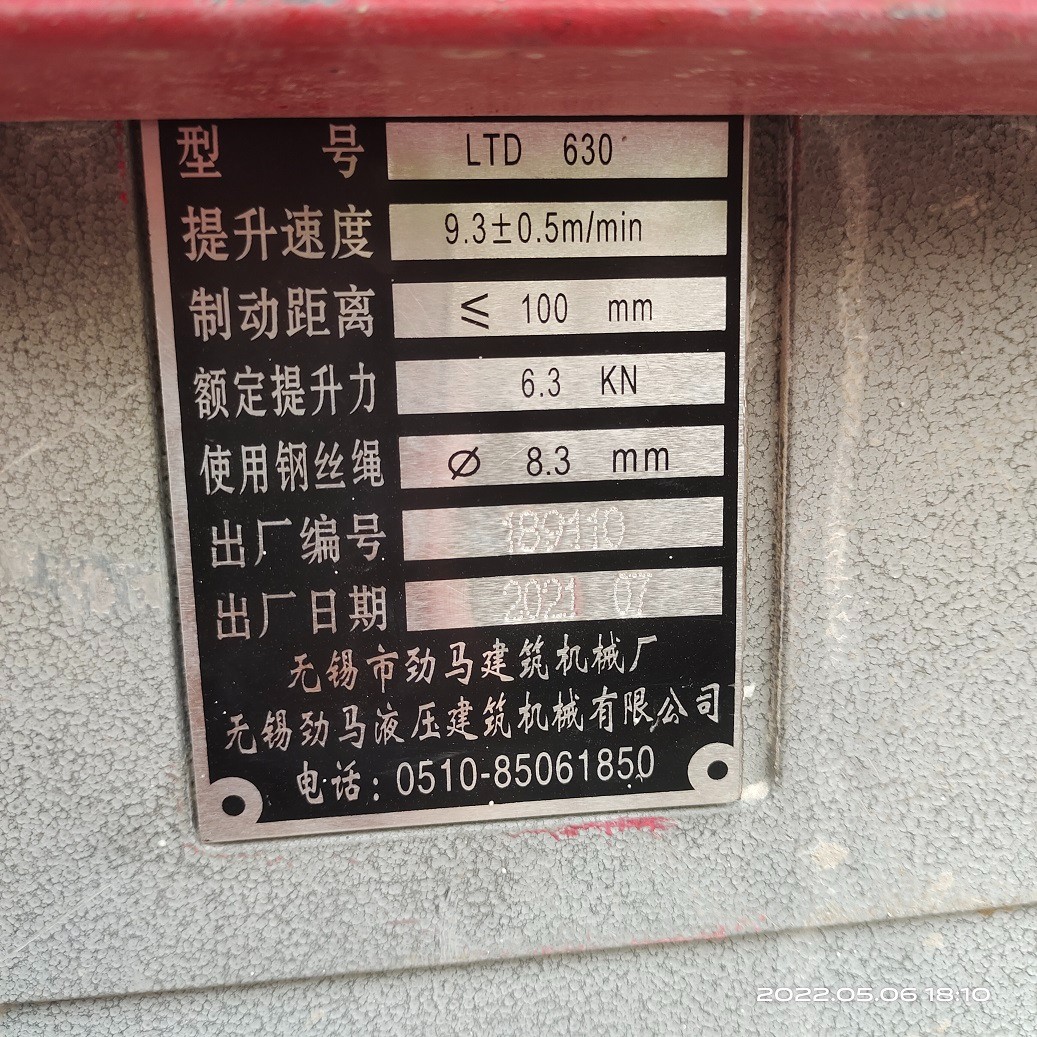 型 号 LTD 630
提升速度 9.3±0.5m/min
制动距离 ≤ 100 mm
额定提升力 6.3 KN
使用钢丝绳 Ø 8.3 mm
出厂编号 189110
出厂日期 2021 07
无锡市劲马建筑机械厂
无锡劲马液压建筑机械有限公司
电话：0510-85061850
2022.05.06 18:10